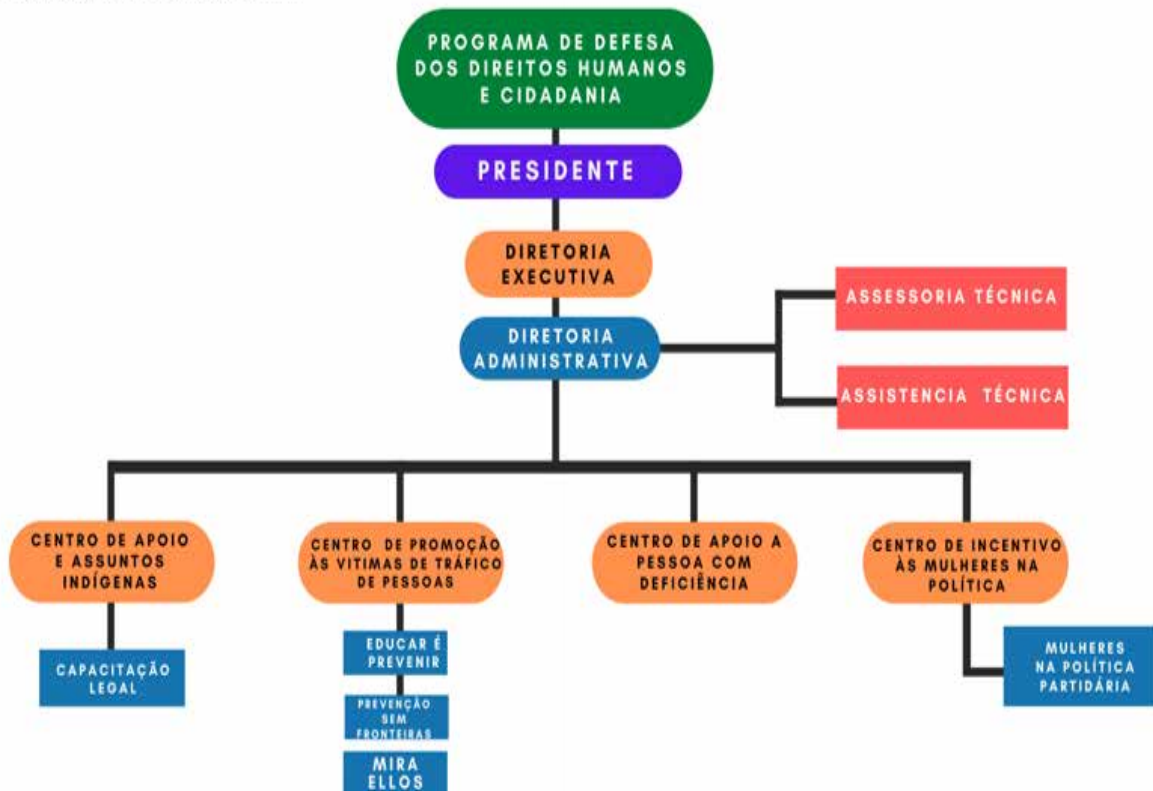 PROGRAMA DE DEFESA
DOS DIREITOS HUMANOS
E CIDADANIA
PRESIDENTE
DIRETORIA
EXECUTIVA
DIRETORIA
ADMINISTRATIVA
ASSESSORIA TÉCNICA
ASSISTENCIA TÉCNICA
CENTRO DE APOIO
E ASSUNTOS
INDÍGENAS
CAPACITAÇÃO
LEGAL
CENTRO DE PROMOÇÃO
ÀS VITIMAS DE TRÁFICO
DE PESSOAS
EDUCAR É
PREVENIR
PREVENÇÃO
SEM
FRONTEIRAS
MIRA
ELLOS
CENTRO DE APOIO A
PESSOA COM
DEFICIÊNCIA
CENTRO DE INCENTIVO
ÀS MULHERES NA
POLÍTICA
MULHERES
NA POLÍTICA
PARTIDÁRIA